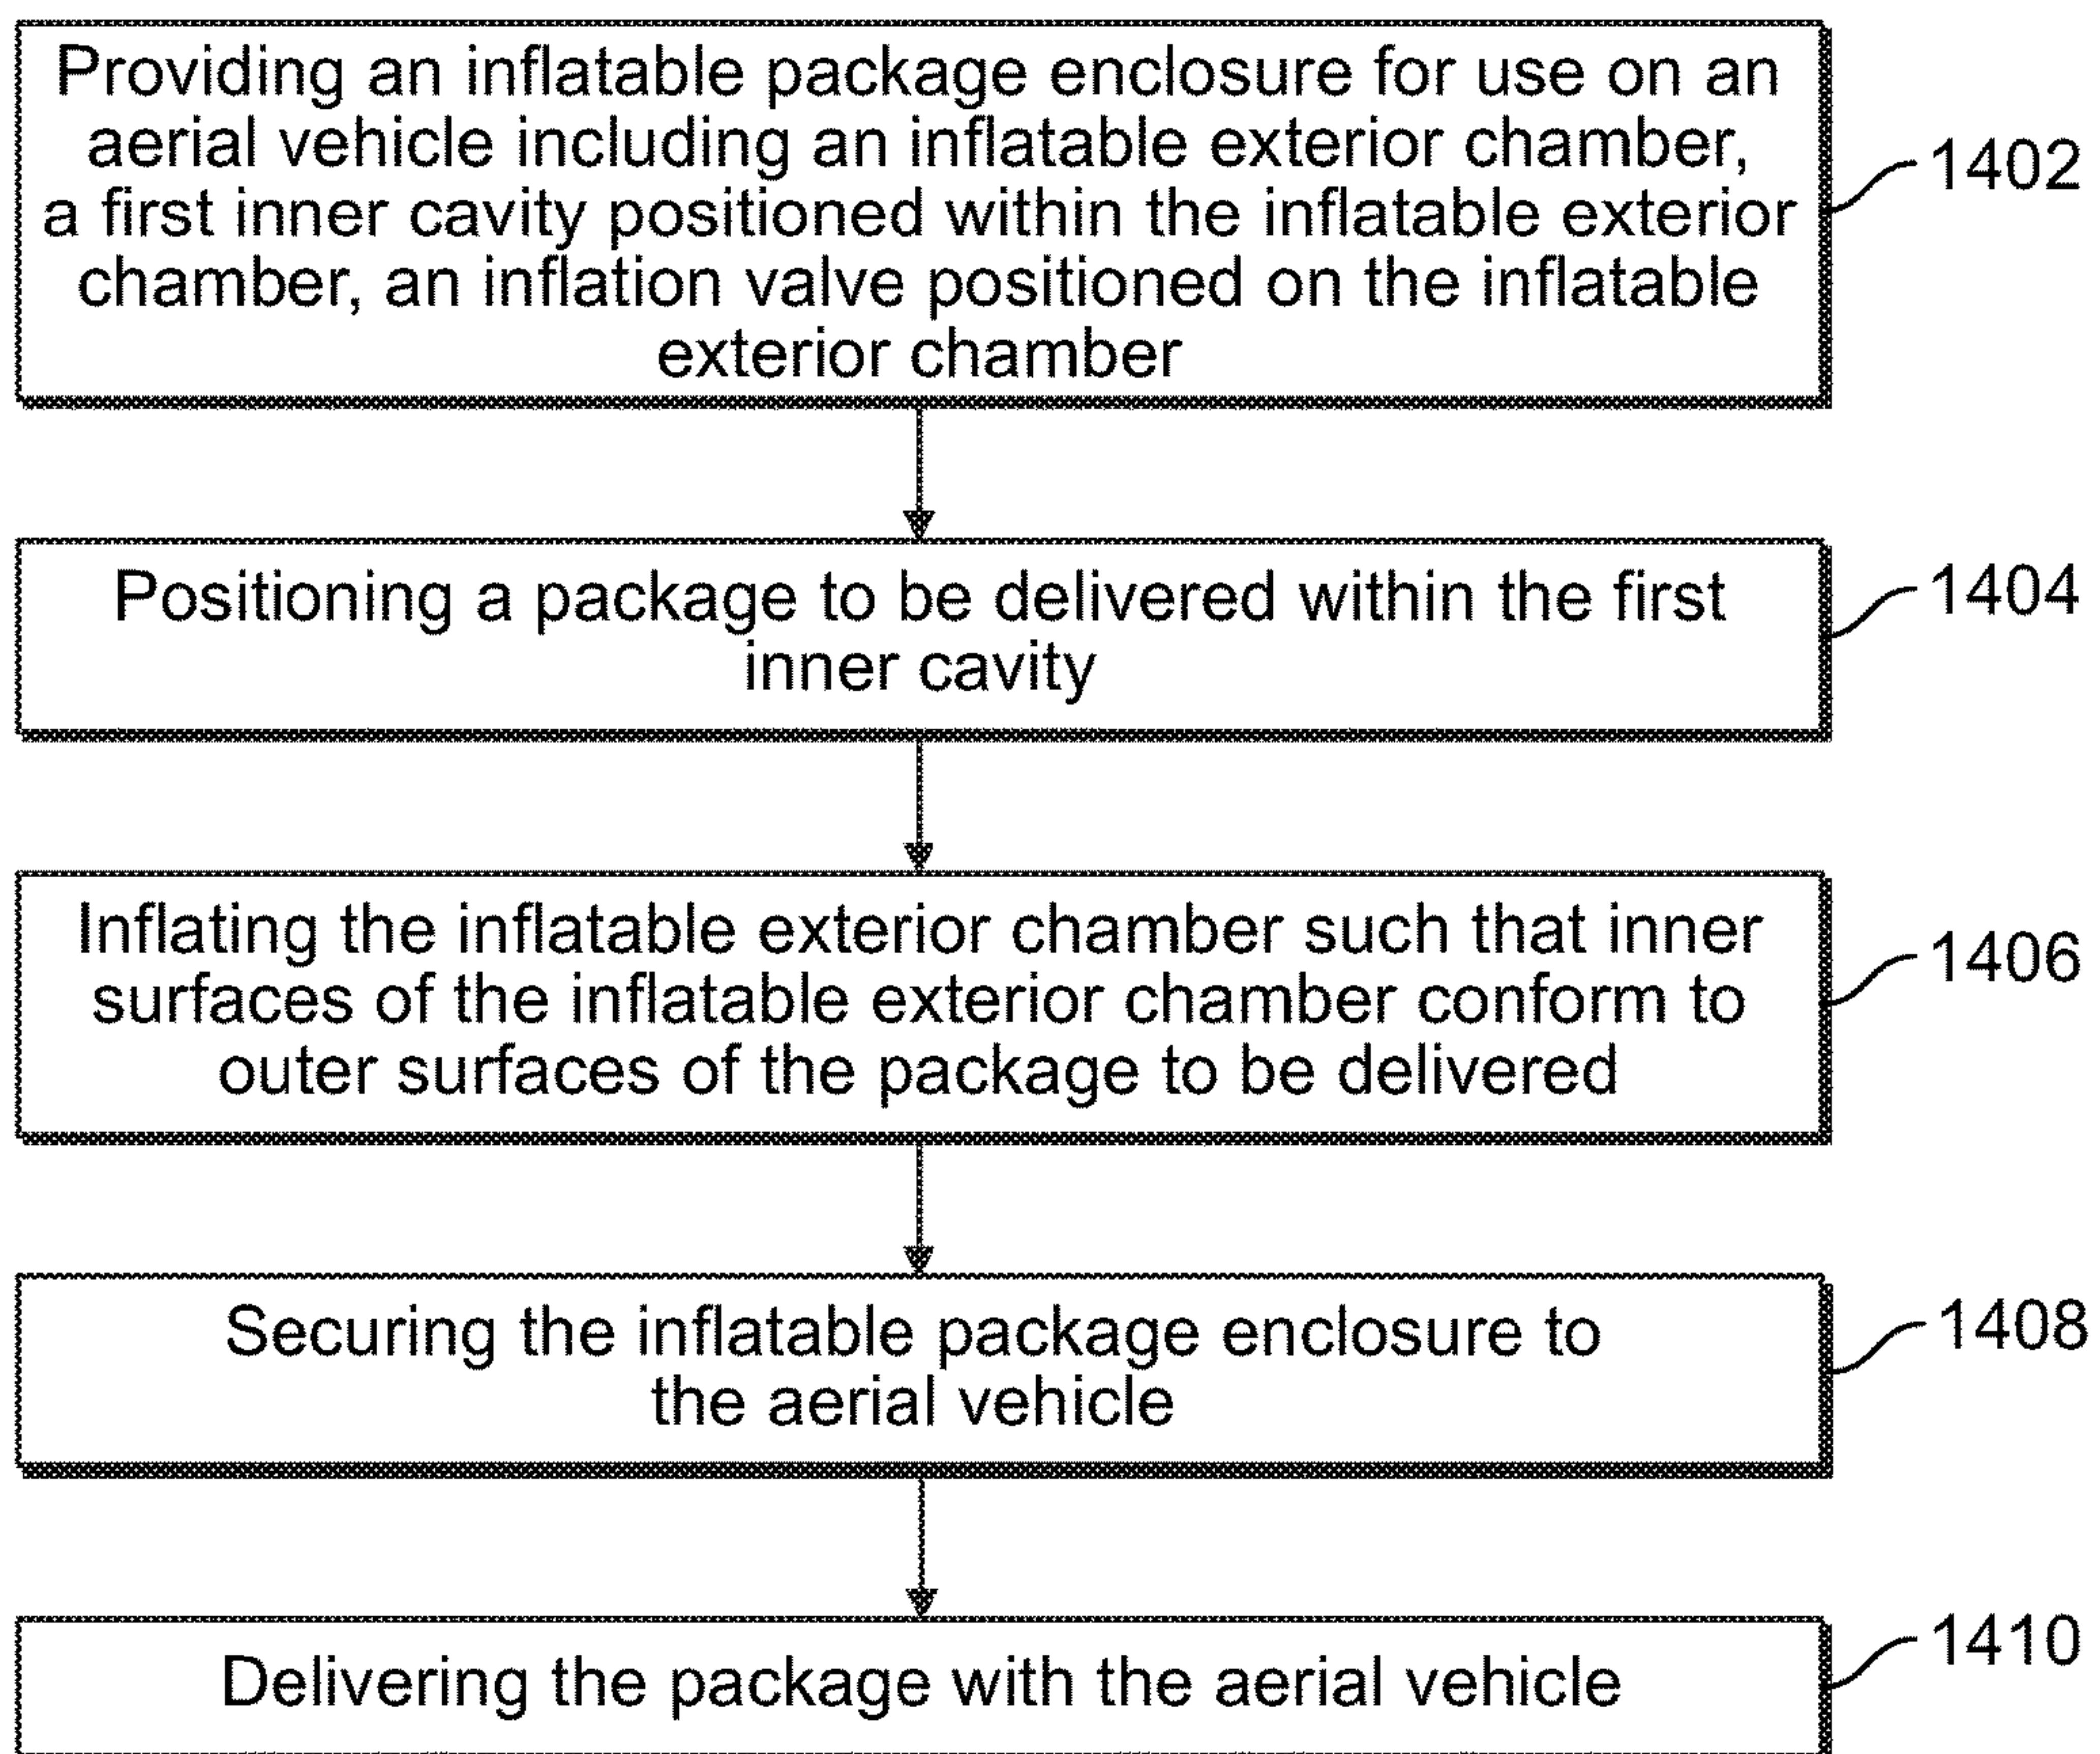 Providing an inflatable package enclosure for use on an
aerial vehicle including an inflatable exterior chamber,
a first inner cavity positioned within the inflatable exterior
chamber, an inflation valve positioned on the inflatable
exterior chamber
1402
Positioning a package to be delivered within the first
inner cavity
1404
Inflating the inflatable exterior chamber such that inner
surfaces of the inflatable exterior chamber conform to
outer surfaces of the package to be delivered
1406
Securing the inflatable package enclosure to
the aerial vehicle
1408
Delivering the package with the aerial vehicle
1410